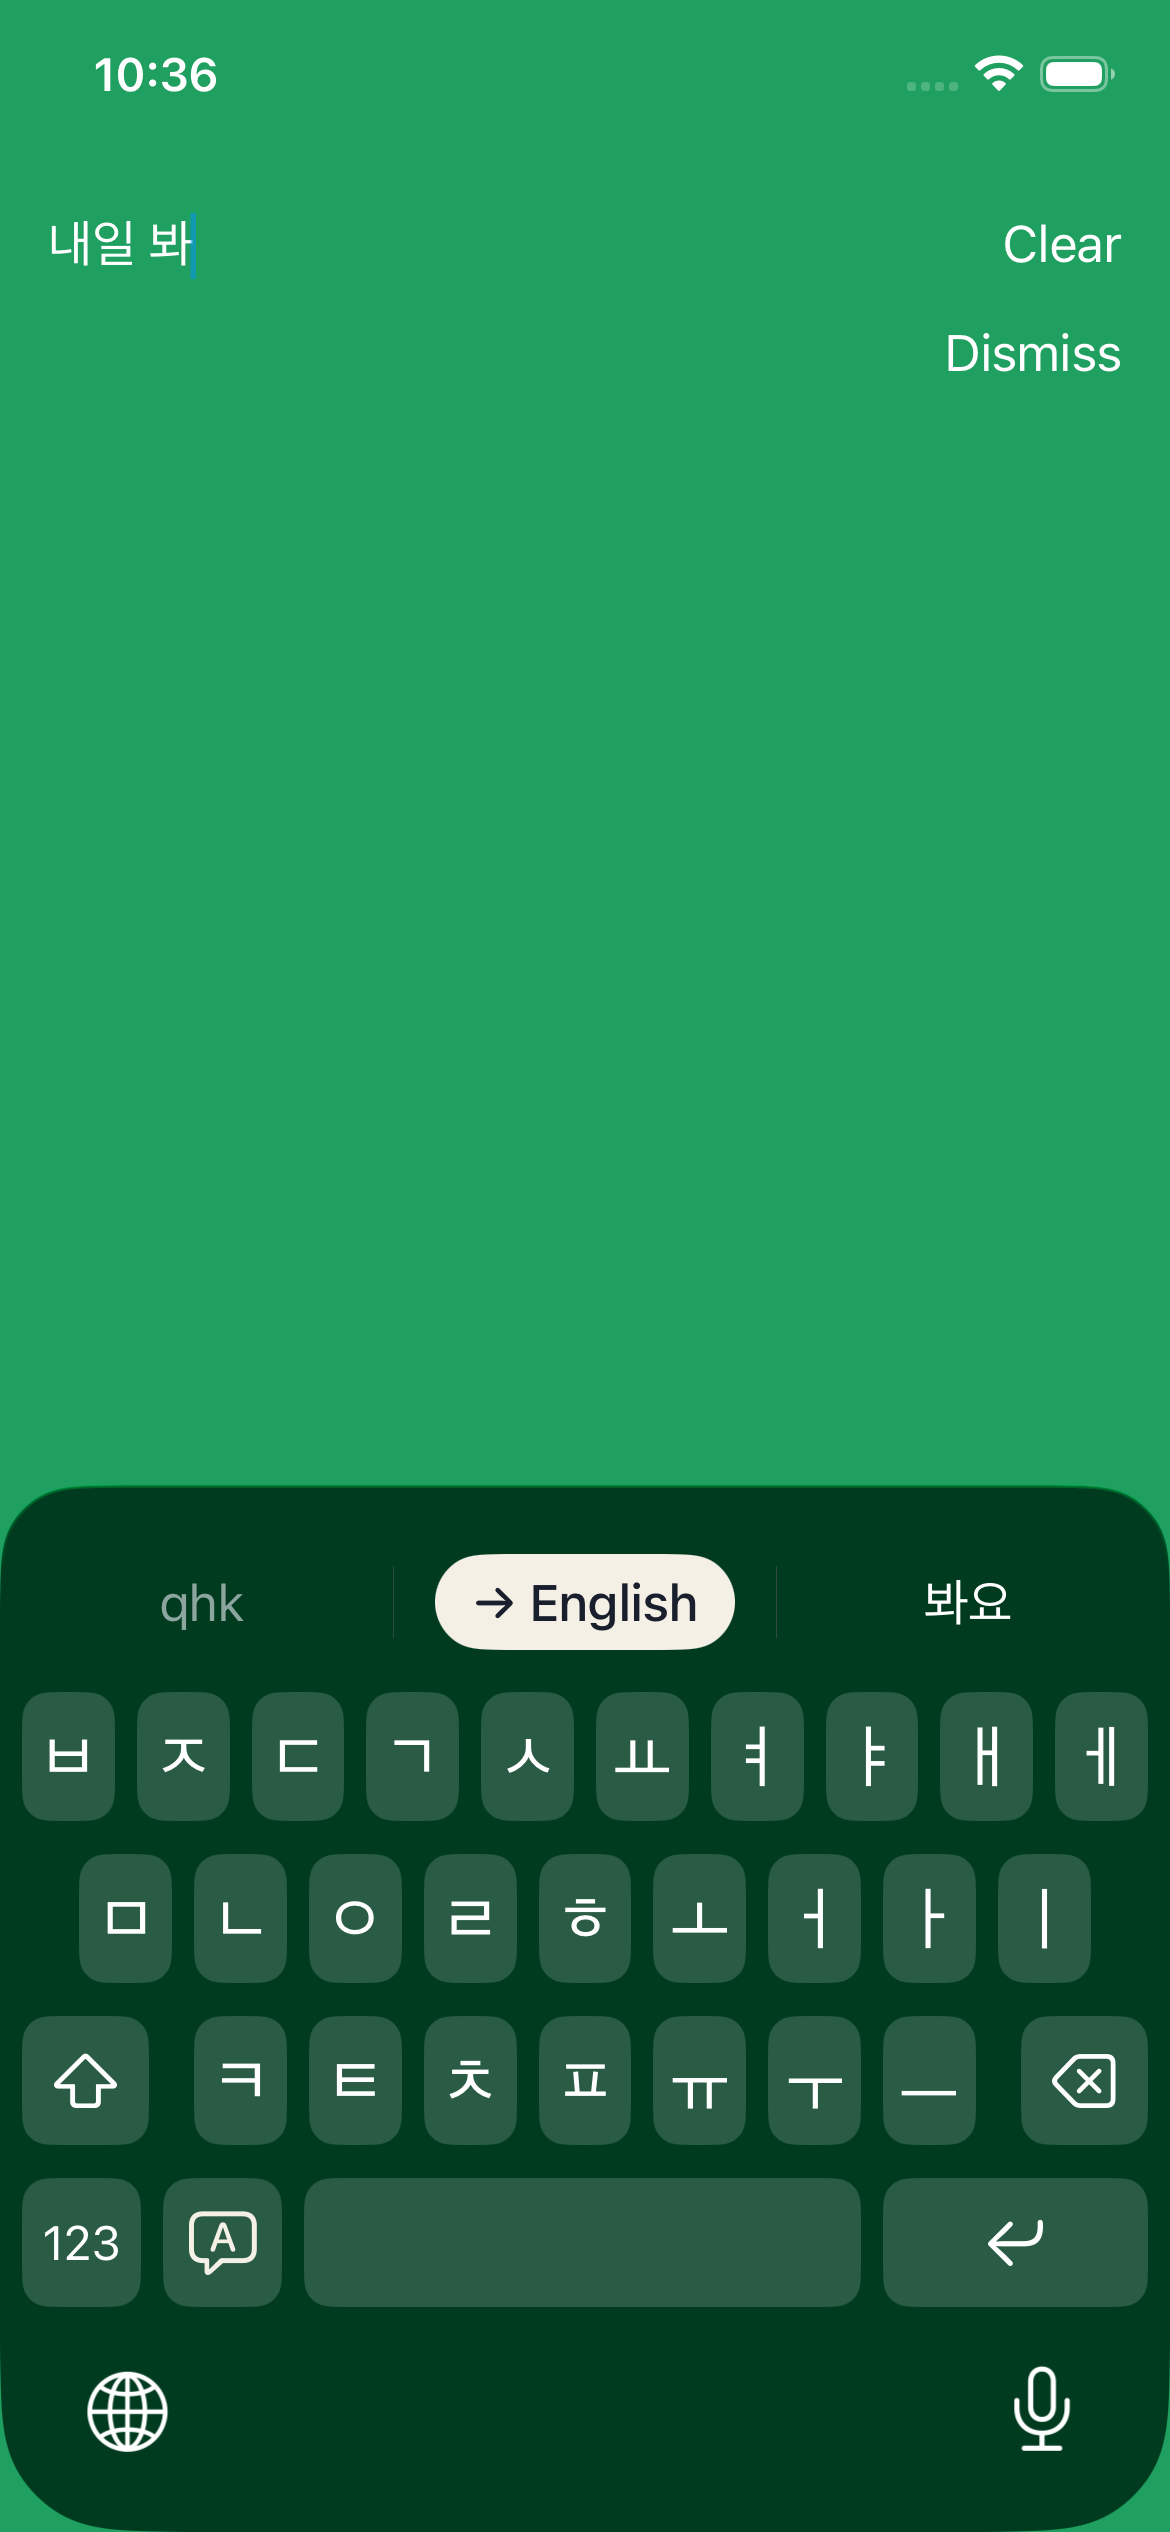 10:36
내일 봐
Clear
Dismiss
qhk
→ English
봐요
ㅂ ㅈ ㄷ ㄱ ㅅ ㅛ ㅕ ㅑ ㅐ ㅔ
ㅁ ㄴ ㅇ ㄹ ㅎ ㅗ ㅓ ㅏ ㅣ
ㅋ ㅌ ㅊ ㅍ ㅠ ㅜ ㅡ
123
A